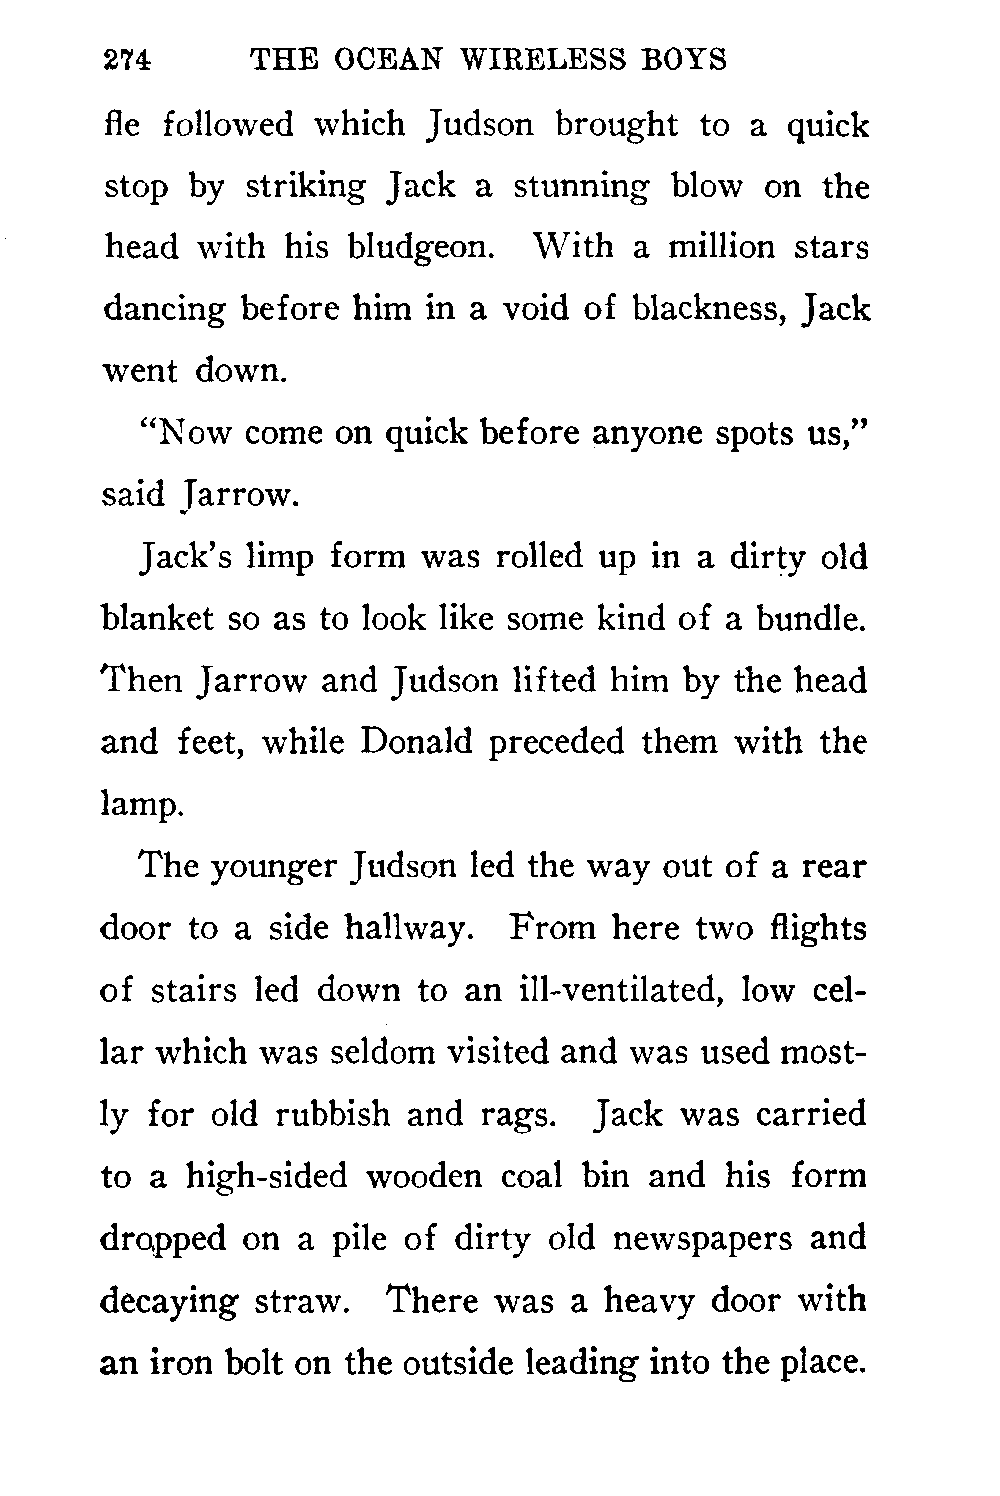 274 THE OCEAN WIRELESS BOYS
fle followed which Judson brought to a quick
stop by striking Jack a stunning blow on the
head with his bludgeon. With a million stars
dancing before him in a void of blackness, Jack
went down.
“Now come on quick before anyone spots us,”
said Jarrow.
Jack’s limp form was rolled up in a dirty old
blanket so as to look like some kind of a bundle.
Then Jarrow and Judson lifted him by the head
and feet, while Donald preceded them with the
lamp.
The younger Judson led the way out of a rear
door to a side hallway. From here two flights
of stairs led down to an ill-ventilated, low cel-
lar which was seldom visited and was used most-
ly for old rubbish and rags. Jack was carried
to a high-sided wooden coal bin and his form
dropped on a pile of dirty old newspapers and
decaying straw. There was a heavy door with
an iron bolt on the outside leading into the place.